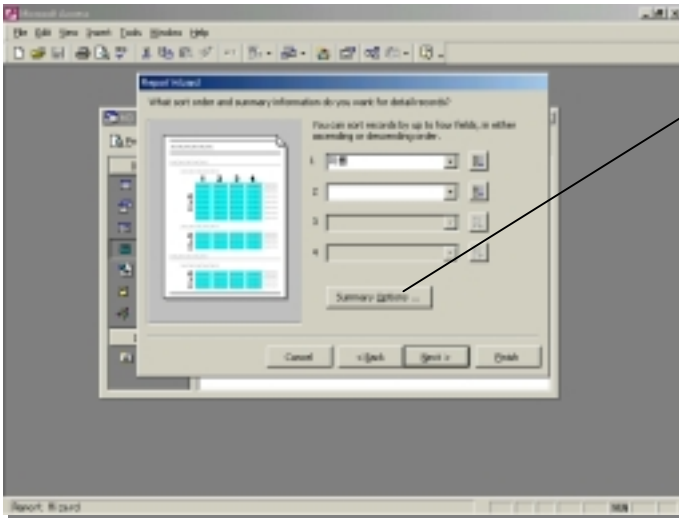 Microsoft Access
File Edit View Insert Tools Window Help
Report Wizard
What sort order and summary information do you want for detail records?
You can sort records by up to four fields, in either
ascending or descending order.
1
2
3
4
Summary Options ...
Cancel
< Back
Next >
Finish
Report Wizard
NUM